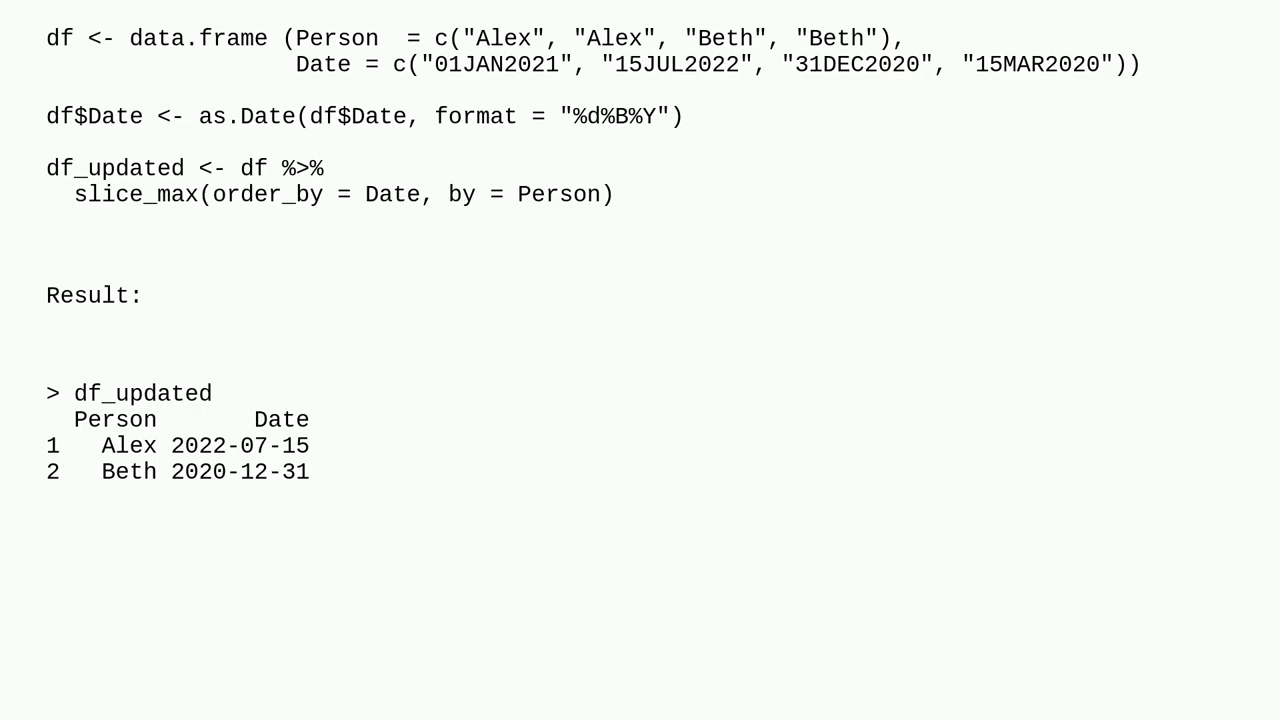 df <- data.frame (Person  = c("Alex", "Alex", "Beth", "Beth"),
                  Date = c("01JAN2021", "15JUL2022", "31DEC2020", "15MAR2020"))
df$Date <- as.Date(df$Date, format = "%d%B%Y")
df_updated <- df %>%
  slice_max(order_by = Date, by = Person)
Result:
> df_updated
  Person       Date
1   Alex 2022-07-15
2   Beth 2020-12-31